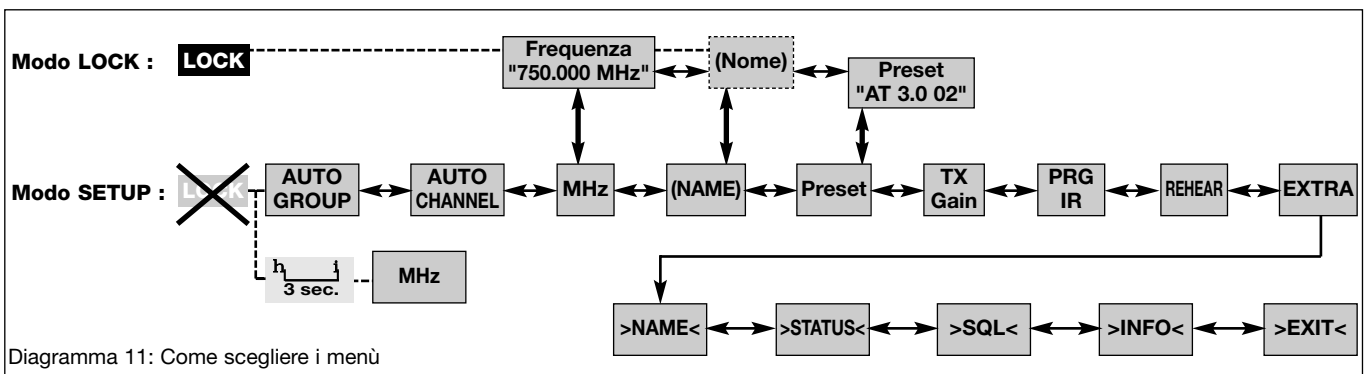 Modo LOCK : LOCK
Frequenza
"750.000 MHz"
(Nome)
Preset
"AT 3.0 02"
Modo SETUP : LOCK
AUTO
GROUP
AUTO
CHANNEL
MHz
(NAME)
Preset
TX
Gain
PRG
IR
REHEAR
EXTRA
h i
3 sec.
MHz
>NAME<
>STATUS<
>SQL<
>INFO<
>EXIT<
Diagramma 11: Come scegliere i menù